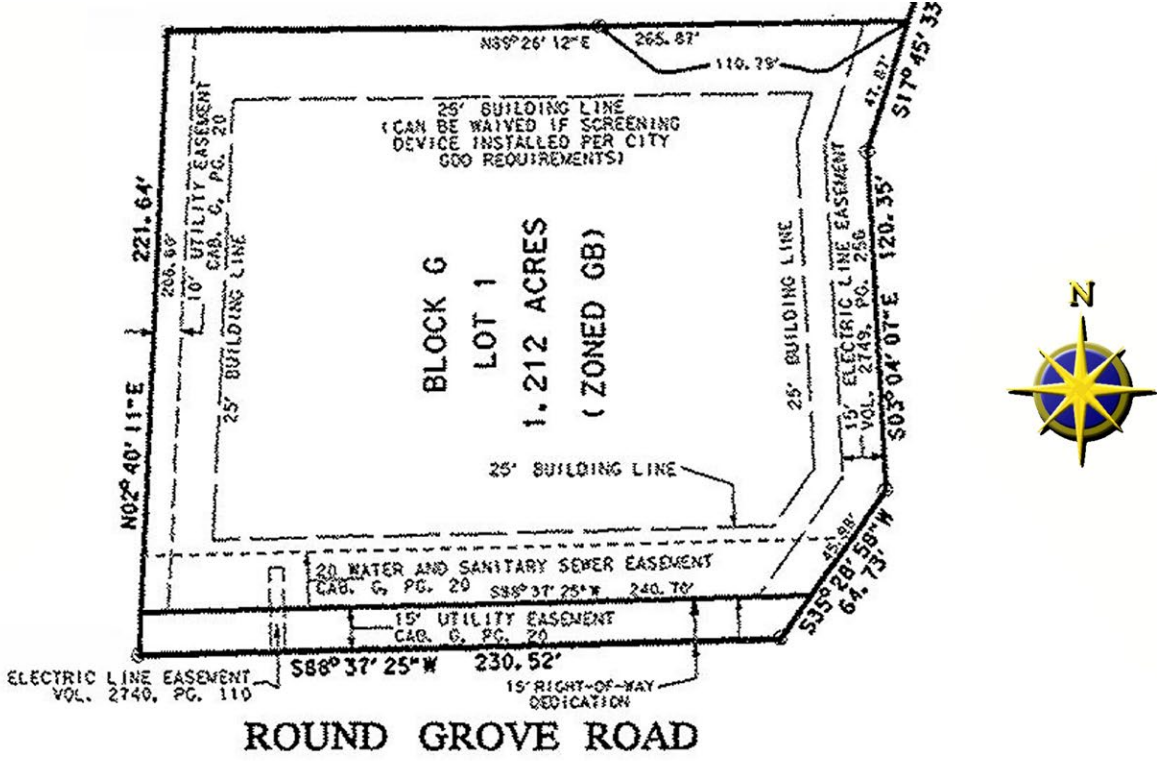 N89°26'12"E 265.87'
110.79'
47.87'
S17°45'33
25' BUILDING LINE
(CAN BE WAIVED IF SCREENING
DEVICE INSTALLED PER CITY
GDO REQUIREMENTS)
10' UTILITY EASEMENT
CAB. G, PG. 20
221.64'
N02°40'11"E
25' BUILDING LINE
BLOCK G
LOT 1
1.212 ACRES
(ZONED GB)
25' BUILDING LINE
15' ELECTRIC LINE EASEMENT
VOL. 2749, PG. 256
120.35'
S03°04'07"E
N
25' BUILDING LINE
45.98'
S35°28'58"W
64.73'
20 WATER AND SANITARY SEWER EASEMENT
CAB. G, PG. 20 S88°37'25"W 240.70'
15' UTILITY EASEMENT
CAB. G, PG. 20
S88°37'25"W 230.52'
ELECTRIC LINE EASEMENT
VOL. 2740, PG. 110
15'RIGHT-OF-WAY
DEDICATION
ROUND GROVE ROAD